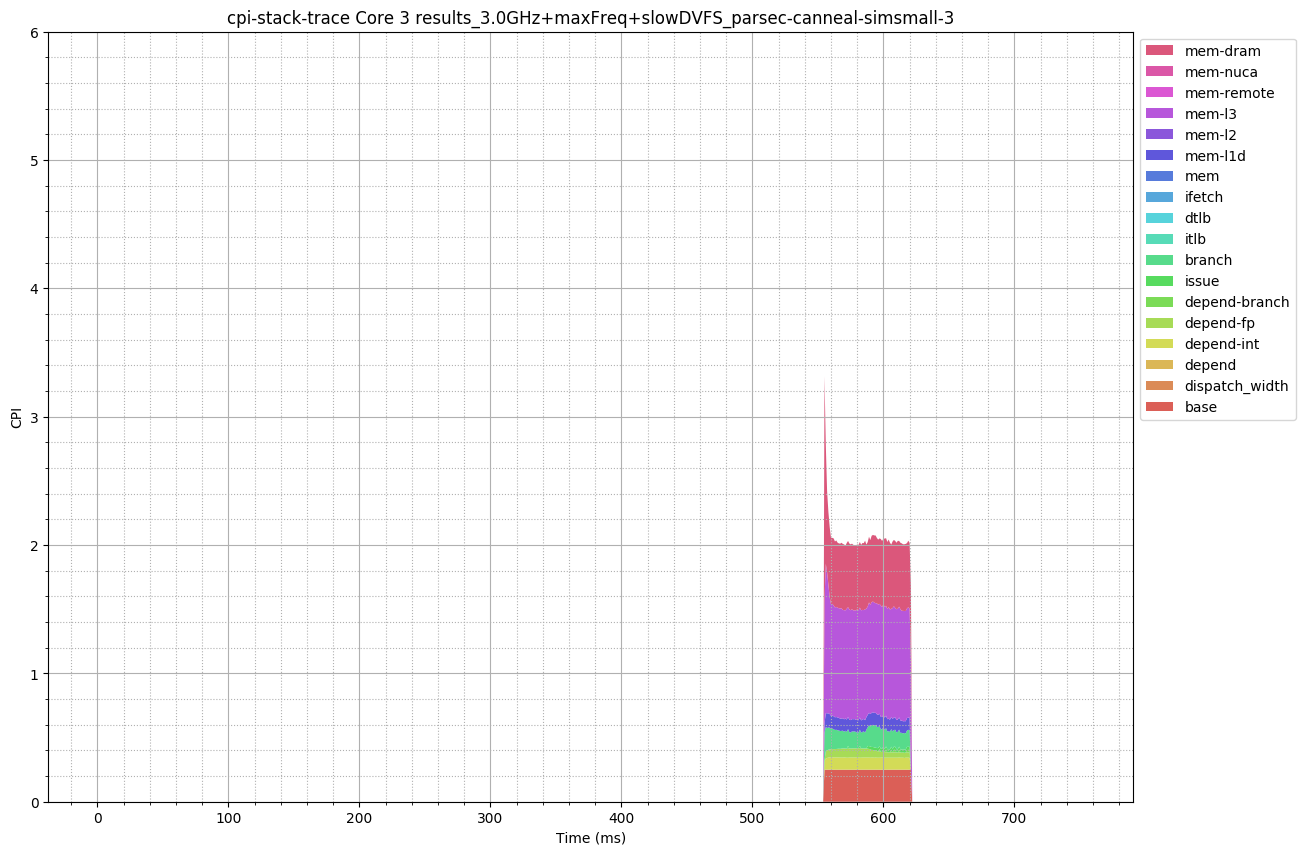 cpi-stack-trace Core 3 results_3.0GHz+maxFreq+slowDVFS_parsec-canneal-simsmall-3
6
5
4
3
2
1
0
CPI
0 100 200 300 400 500 600 700
Time (ms)
mem-dram
mem-nuca
mem-remote
mem-l3
mem-l2
mem-l1d
mem
ifetch
dtlb
itlb
branch
issue
depend-branch
depend-fp
depend-int
depend
dispatch_width
base